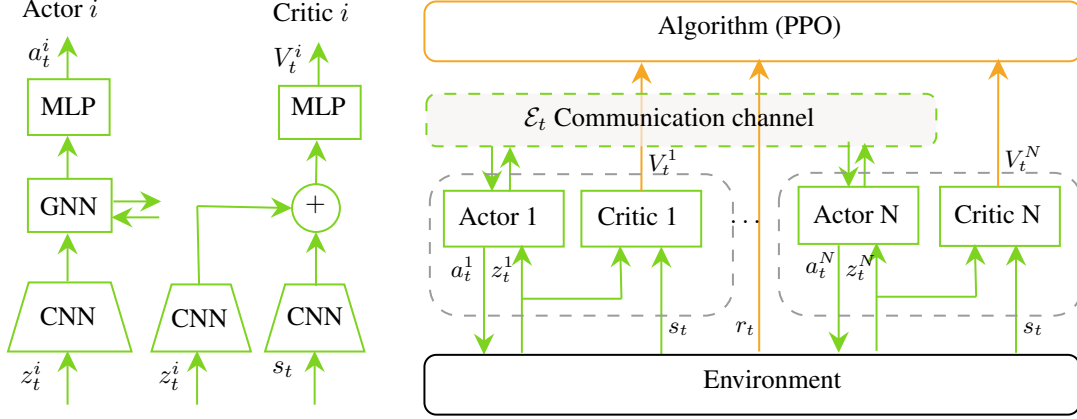 Actor i
Critic i
a_t^i
V_t^i
MLP
MLP
GNN
+
CNN
CNN
CNN
z_t^i
z_t^i
s_t
Algorithm (PPO)
ℰ_t Communication channel
V_t^1
V_t^N
Actor 1
Critic 1
...
Actor N
Critic N
a_t^1
z_t^1
a_t^N
z_t^N
s_t
r_t
s_t
Environment